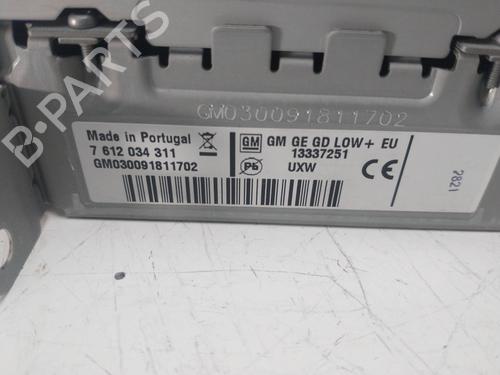 B-PARTS
GM030091811702
Made in Portugal
7 612 034 311
GM030091811702
GM GM GE GD LOW+ EU
13337251
Pb UXW
CE
2821